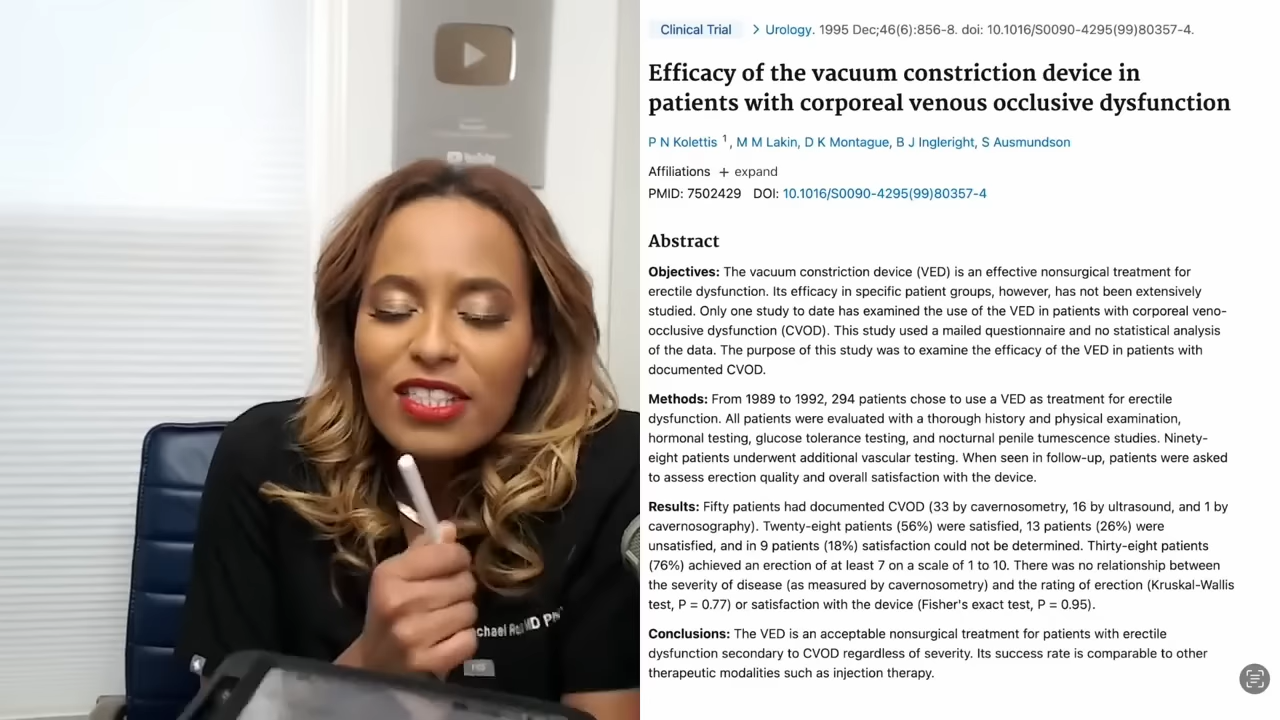 YouTube
MD
Clinical Trial > Urology. 1995 Dec;46(6):856-8. doi: 10.1016/S0090-4295(99)80357-4.
Efficacy of the vacuum constriction device in
patients with corporeal venous occlusive dysfunction
P N Kolettis 1, M M Lakin, D K Montague, B J Ingleright, S Ausmundson
Affiliations + expand
PMID: 7502429 DOI: 10.1016/S0090-4295(99)80357-4
Abstract
Objectives: The vacuum constriction device (VED) is an effective nonsurgical treatment for
erectile dysfunction. Its efficacy in specific patient groups, however, has not been extensively
studied. Only one study to date has examined the use of the VED in patients with corporeal veno-
occlusive dysfunction (CVOD). This study used a mailed questionnaire and no statistical analysis
of the data. The purpose of this study was to examine the efficacy of the VED in patients with
documented CVOD.
Methods: From 1989 to 1992, 294 patients chose to use a VED as treatment for erectile
dysfunction. All patients were evaluated with a thorough history and physical examination,
hormonal testing, glucose tolerance testing, and nocturnal penile tumescence studies. Ninety-
eight patients underwent additional vascular testing. When seen in follow-up, patients were asked
to assess erection quality and overall satisfaction with the device.
Results: Fifty patients had documented CVOD (33 by cavernosometry, 16 by ultrasound, and 1 by
cavernosography). Twenty-eight patients (56%) were satisfied, 13 patients (26%) were
unsatisfied, and in 9 patients (18%) satisfaction could not be determined. Thirty-eight patients
(76%) achieved an erection of at least 7 on a scale of 1 to 10. There was no relationship between
the severity of disease (as measured by cavernosometry) and the rating of erection (Kruskal-Wallis
test, P = 0.77) or satisfaction with the device (Fisher's exact test, P = 0.95).
Conclusions: The VED is an acceptable nonsurgical treatment for patients with erectile
dysfunction secondary to CVOD regardless of severity. Its success rate is comparable to other
therapeutic modalities such as injection therapy.